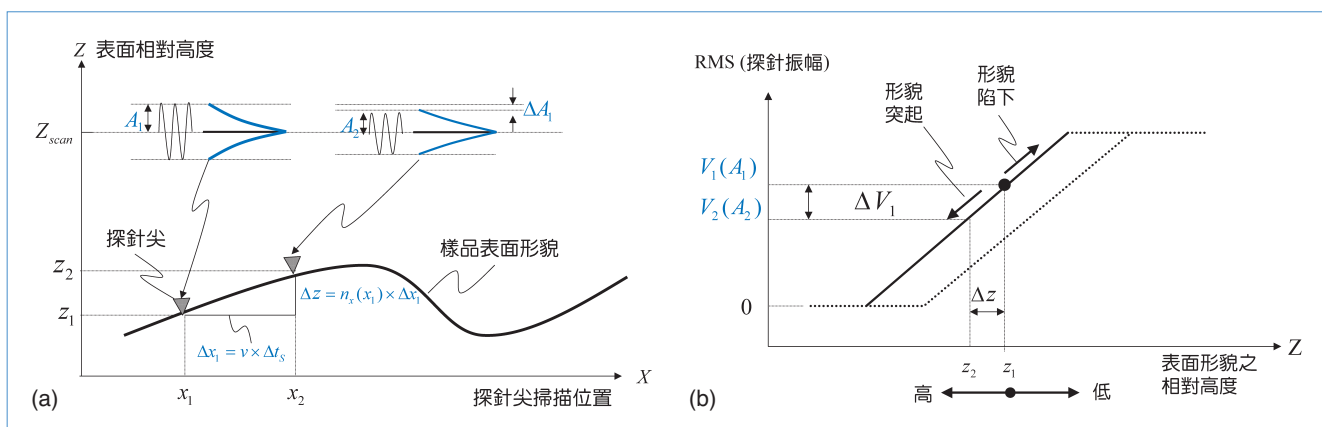 Z 表面相對高度
A₁
A₂
ΔA₁
Z_scan
探針尖
樣品表面形貌
z₂
Δz = nₓ(x₁) × Δx₁
z₁
Δx₁ = v × Δt_S
X
(a)
x₁
x₂
探針尖掃描位置
RMS (探針振幅)
形貌
突起
形貌
陷下
V₁(A₁)
V₂(A₂)
ΔV₁
0
Δz
Z
z₂
z₁
表面形貌之
相對高度
(b)
高
低